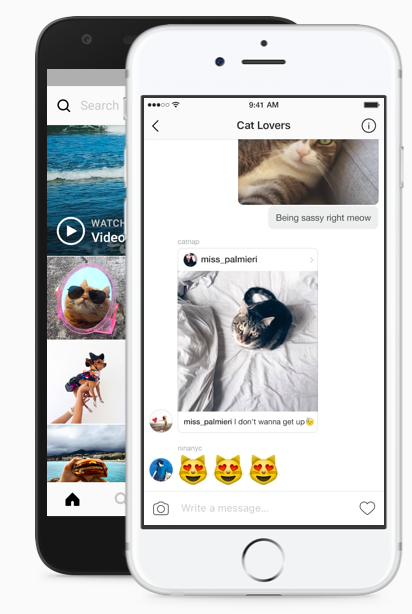 Search
WATCH
Video
9:41 AM
Cat Lovers
Being sassy right meow
catnap
miss_palmieri
miss_palmieri I don't wanna get up😉
ninanyc
😻😻😻
Write a message...